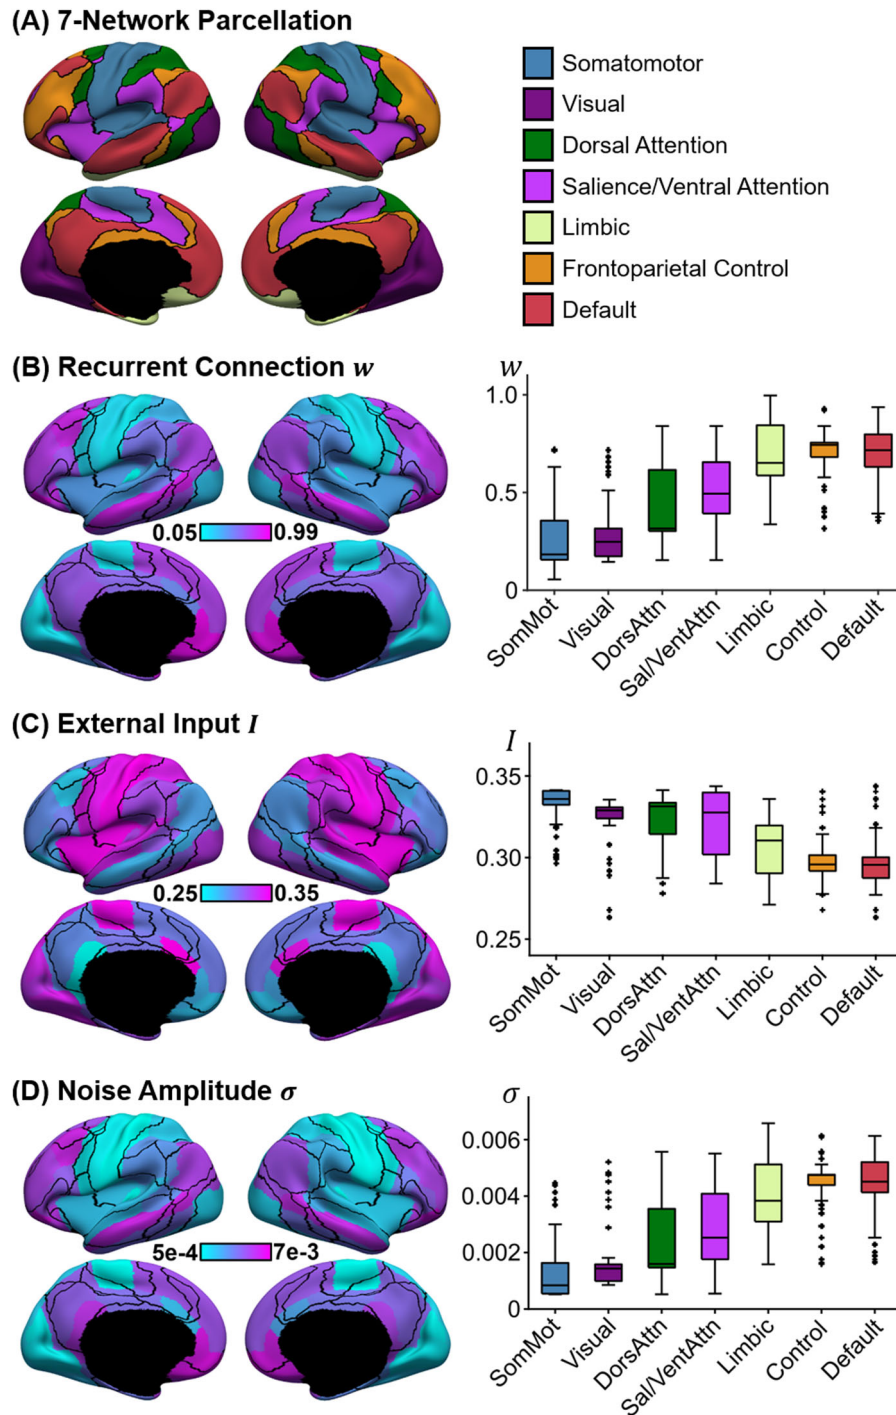 (A) 7-Network Parcellation
Somatomotor
Visual
Dorsal Attention
Salience/Ventral Attention
Limbic
Frontoparietal Control
Default
(B) Recurrent Connection w
0.05 0.99
w
1.0
0.5
0
SomMot
Visual
DorsAttn
Sal/VentAttn
Limbic
Control
Default
(C) External Input I
0.25 0.35
I
0.35
0.30
0.25
SomMot
Visual
DorsAttn
Sal/VentAttn
Limbic
Control
Default
(D) Noise Amplitude σ
5e-4 7e-3
σ
0.006
0.004
0.002
0
SomMot
Visual
DorsAttn
Sal/VentAttn
Limbic
Control
Default